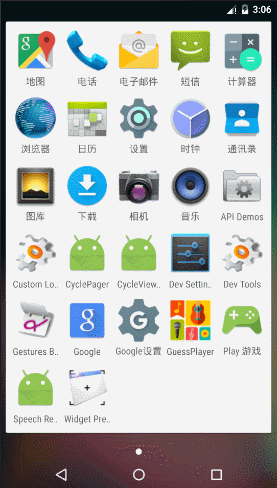 3:06
地图 电话 电子邮件 短信 计算器
浏览器 日历 设置 时钟 通讯录
图库 下载 相机 音乐 API Demos
Custom Lo.. CyclePager CycleView.. Dev Settin.. Dev Tools
Gestures B.. Google Google设置 GuessPlayer Play 游戏
Speech Re.. Widget Pre..